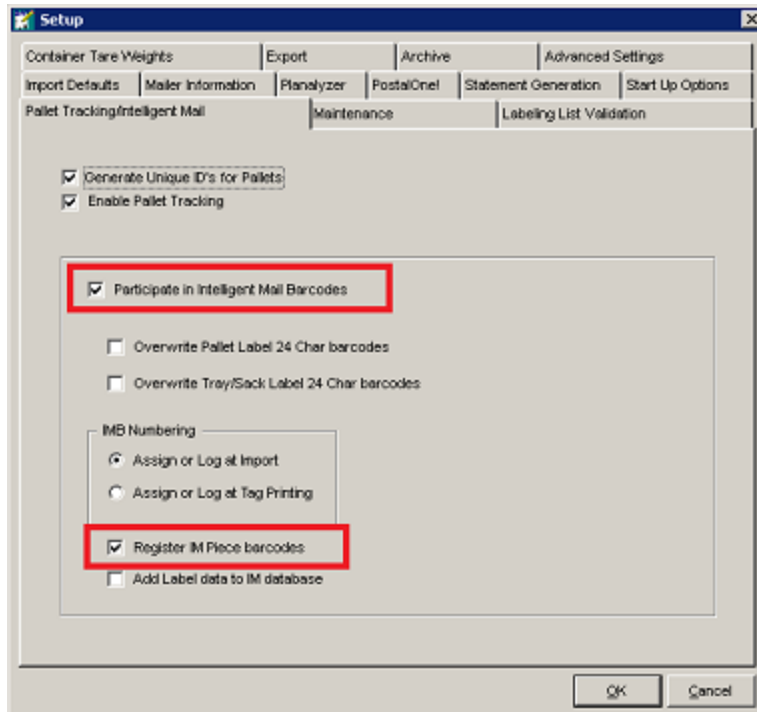 Setup
Container Tare Weights Export Archive Advanced Settings
Import Defaults Mailer Information Planalyzer PostalOne! Statement Generation Start Up Options
Pallet Tracking/Intelligent Mail Maintenance Labeling List Validation
Generate Unique ID's for Pallets
Enable Pallet Tracking
Participate in Intelligent Mail Barcodes
Overwrite Pallet Label 24 Char barcodes
Overwrite Tray/Sack Label 24 Char barcodes
IMB Numbering
Assign or Log at Import
Assign or Log at Tag Printing
Register IM Piece barcodes
Add Label data to IM database
OK Cancel